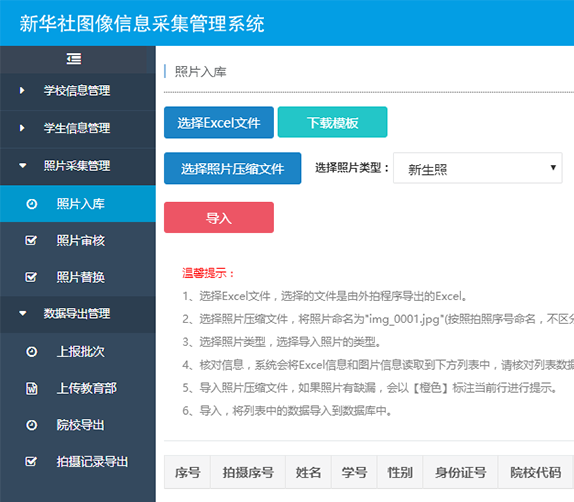 新华社图像信息采集管理系统
学校信息管理
学生信息管理
照片采集管理
照片入库
照片审核
照片替换
数据导出管理
上报批次
上传教育部
院校导出
拍摄记录导出
照片入库
选择Excel文件 下载模板
选择照片压缩文件 选择照片类型： 新生照
导入
温馨提示：
1、选择Excel文件，选择的文件是由外拍程序导出的Excel。
2、选择照片压缩文件，将照片命名为"img_0001.jpg"(按照拍照序号命名，不区分
3、选择照片类型，选择导入照片的类型。
4、核对信息，系统会将Excel信息和图片信息读取到下方列表中，请核对列表数据
5、导入照片压缩文件，如果照片有缺漏，会以【橙色】标注当前行进行提示。
6、导入，将列表中的数据导入到数据库中。
序号 拍摄序号 姓名 学号 性别 身份证号 院校代码